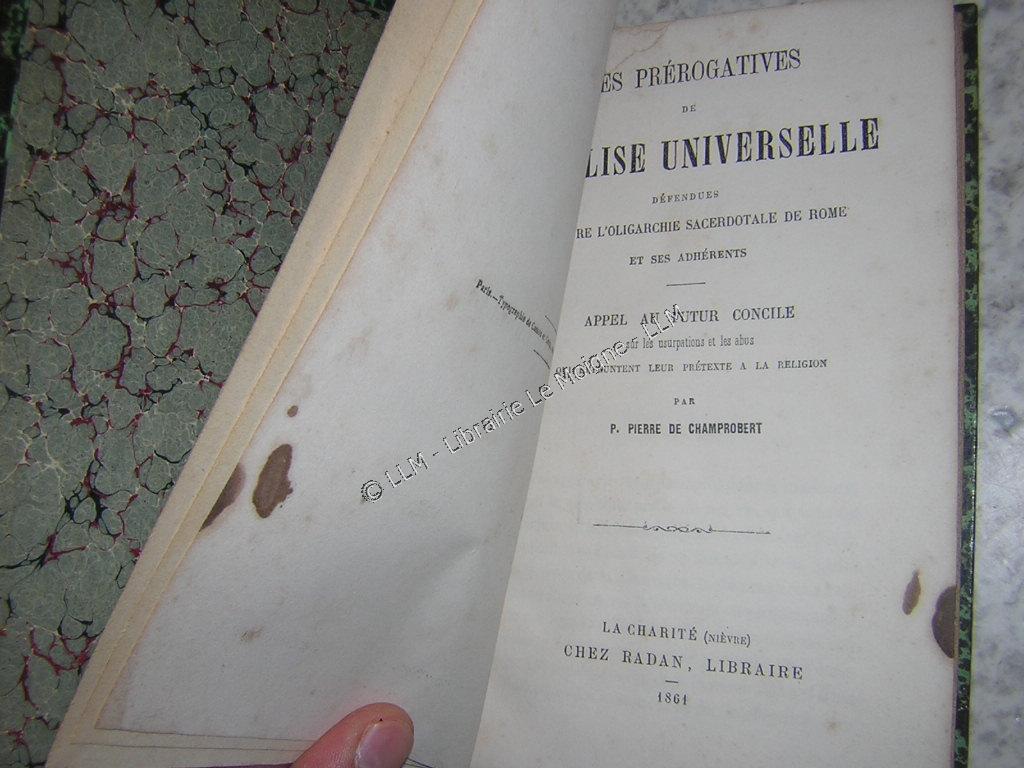 ES PRÉROGATIVES
DE
LISE UNIVERSELLE
DÉFENDUES
RE L'OLIGARCHIE SACERDOTALE DE ROME
ET SES ADHÉRENTS
APPEL AU FUTUR CONCILE
sur les usurpations et les abus
LEUR PRÉTEXTE A LA RELIGION
PAR
P. PIERRE DE CHAMPROBERT
LA CHARITÉ (NIÈVRE)
CHEZ RADAN, LIBRAIRE
1861
Paris.—Typographie de
© LLM - Librairie Le Moigne - LLM